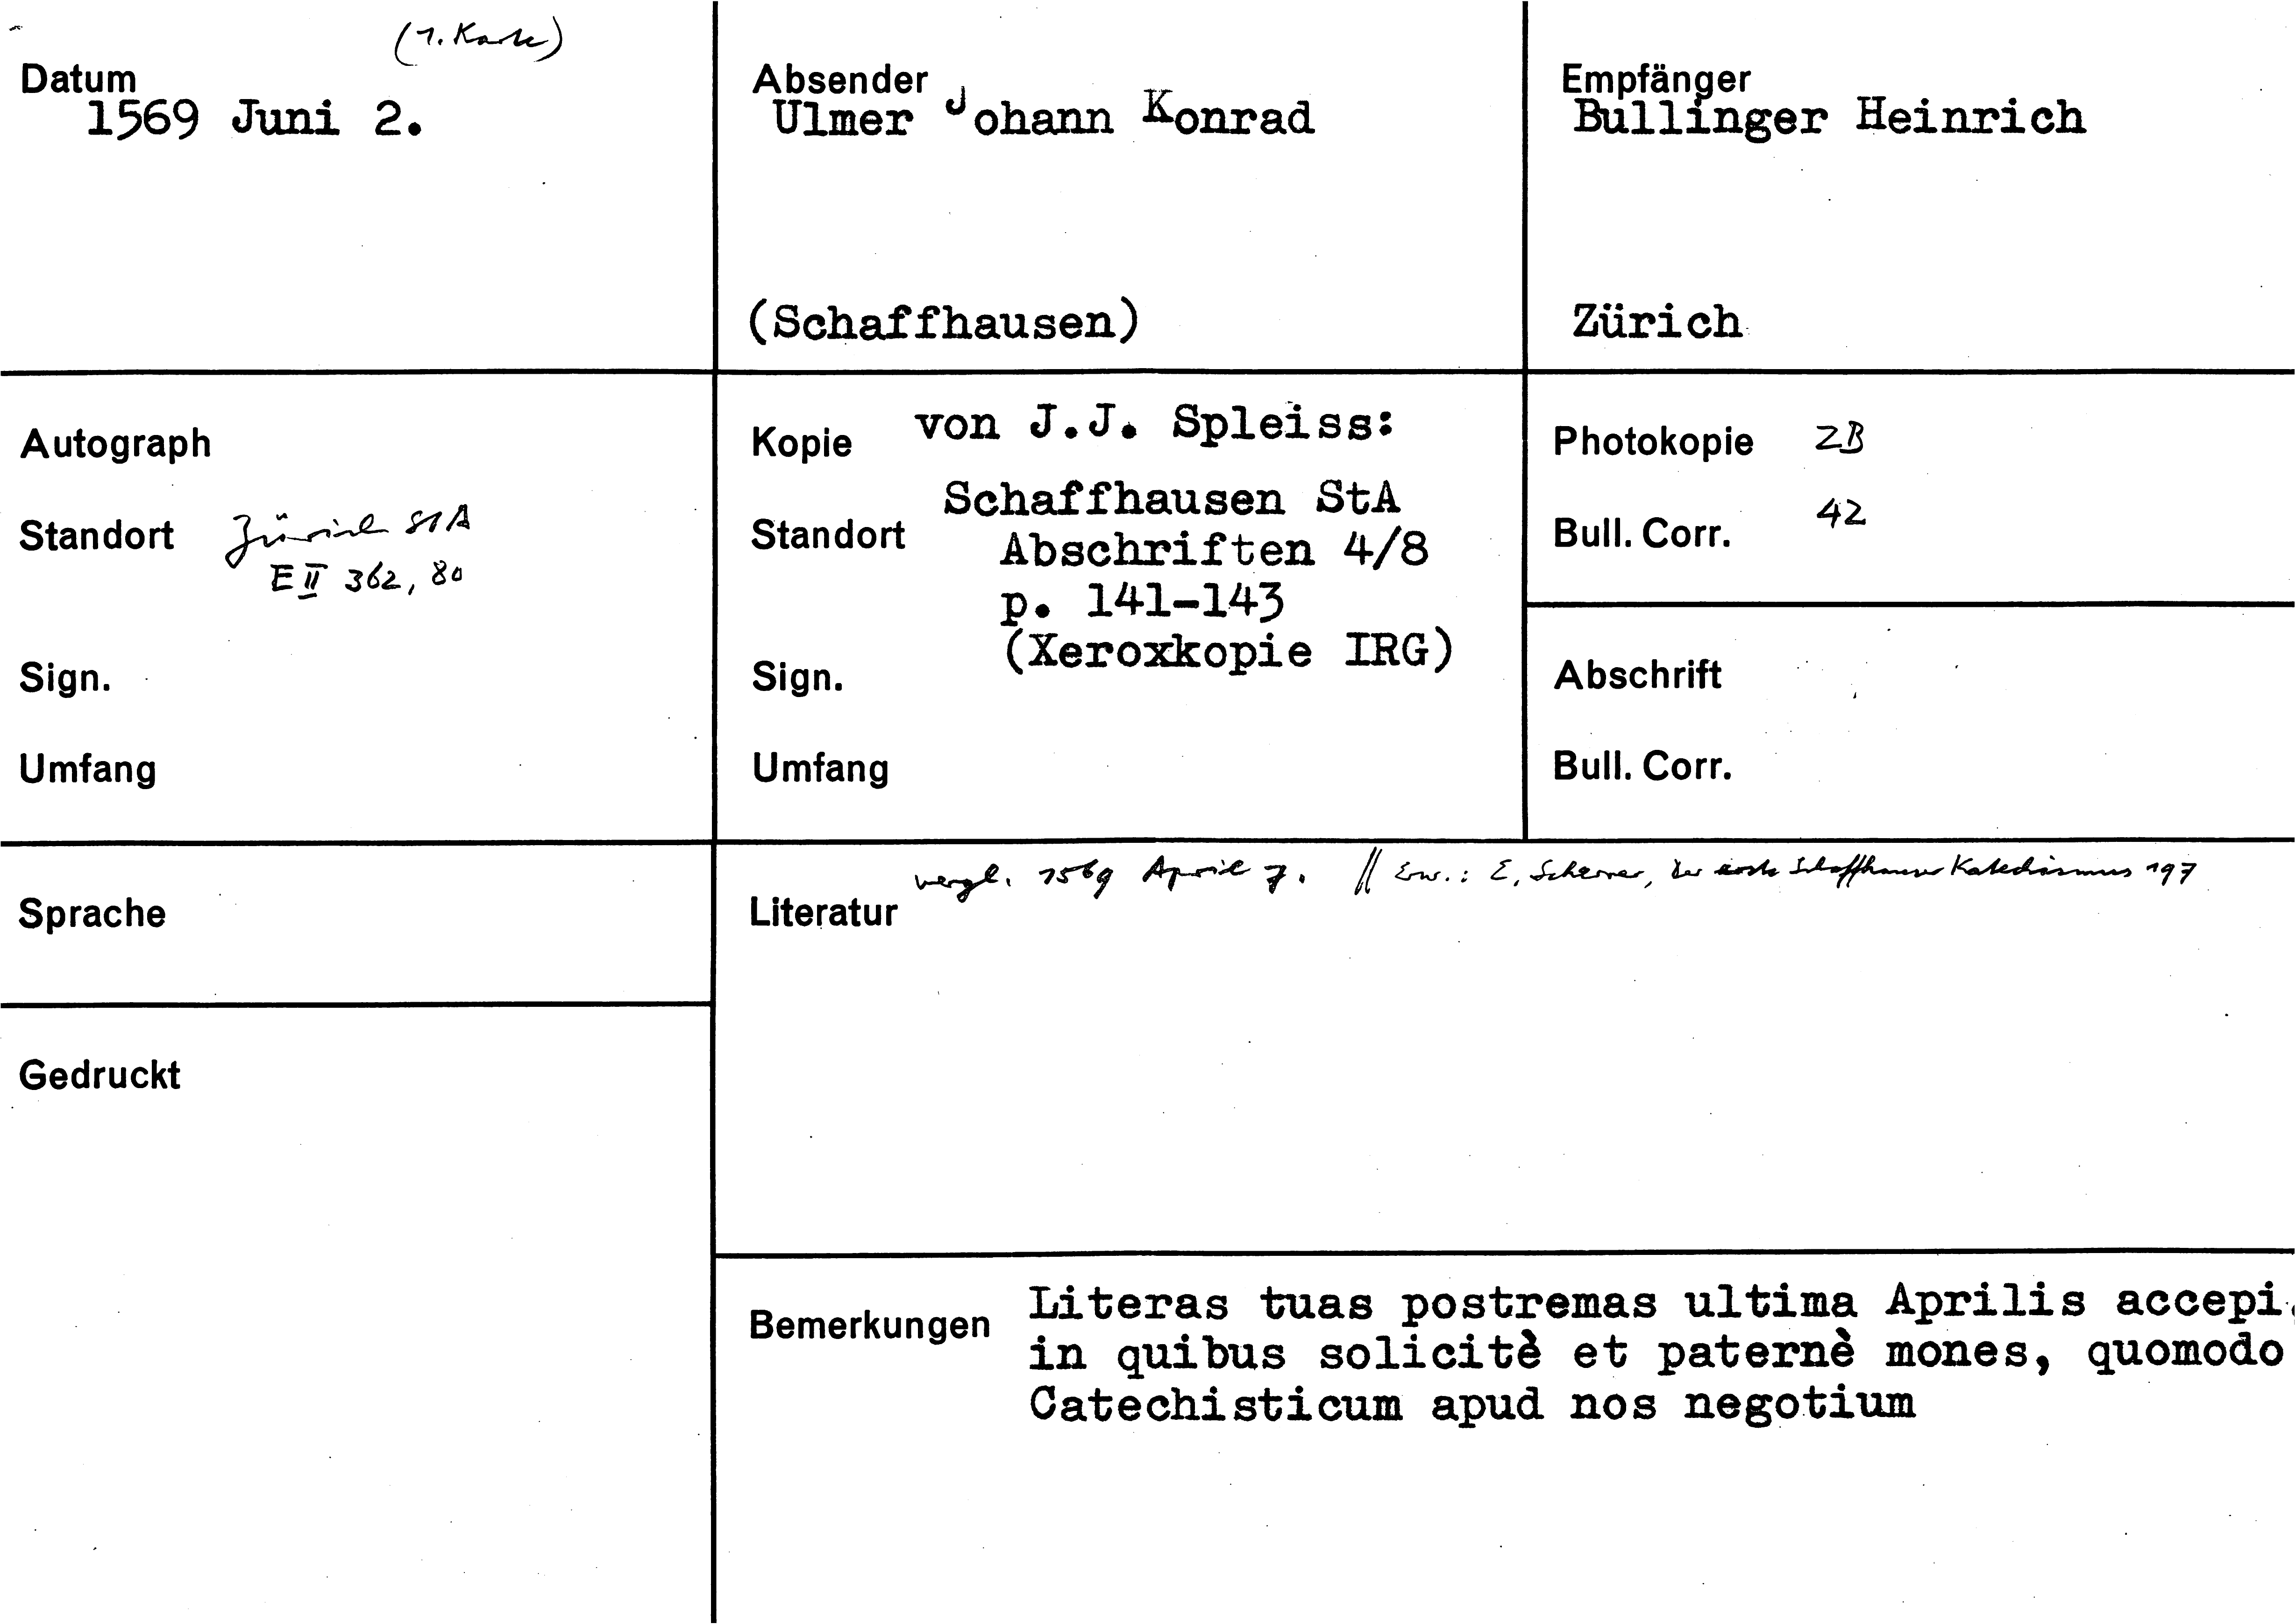 (1. Karte)
Datum
1569 Juni 2.
Absender
Ulmer Johann Konrad
(Schaffhausen)
Empfänger
Bullinger Heinrich
Zürich
Autograph
Standort Zürich StA
E II 362, 80
Sign.
Umfang
Kopie von J.J. Spleiss:
Standort Schaffhausen StA
Abschriften 4/8
p. 141-143
(Xeroxkopie IRG)
Sign.
Umfang
Photokopie ZB
Bull. Corr. 42
Abschrift
Bull. Corr.
Sprache
Gedruckt
Literatur vergl. 1569 April 7. // Erw.: E. Scherrer, Der erste Schaffhauser Katechismus 197
Bemerkungen Literas tuas postremas ultima Aprilis accepi,
in quibus solicitè et paternè mones, quomodo
Catechisticum apud nos negotium